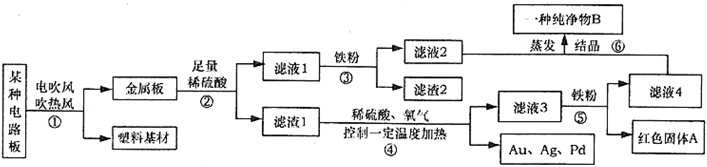 某种电路板
电吹风
吹热风
①
金属板
塑料基材
足量
稀硫酸
②
滤液1
滤液1
铁粉
③
滤液2
滤液2
蒸发 结晶 ⑥
一种纯净物B
稀硫酸、氧气
控制一定温度加热
④
滤液3
Au、Ag、Pd
铁粉
⑤
滤液4
红色固体A